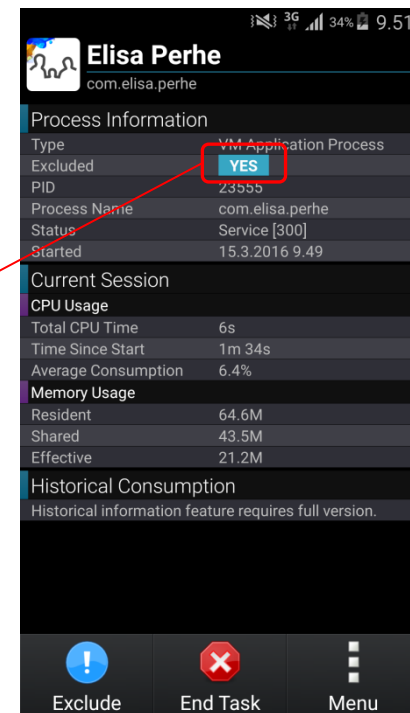 3G 34% 9.51
Elisa Perhe
com.elisa.perhe
Process Information
Type VM Application Process
Excluded YES
PID 23555
Process Name com.elisa.perhe
Status Service [300]
Started 15.3.2016 9.49
Current Session
CPU Usage
Total CPU Time 6s
Time Since Start 1m 34s
Average Consumption 6.4%
Memory Usage
Resident 64.6M
Shared 43.5M
Effective 21.2M
Historical Consumption
Historical information feature requires full version.
Exclude End Task Menu